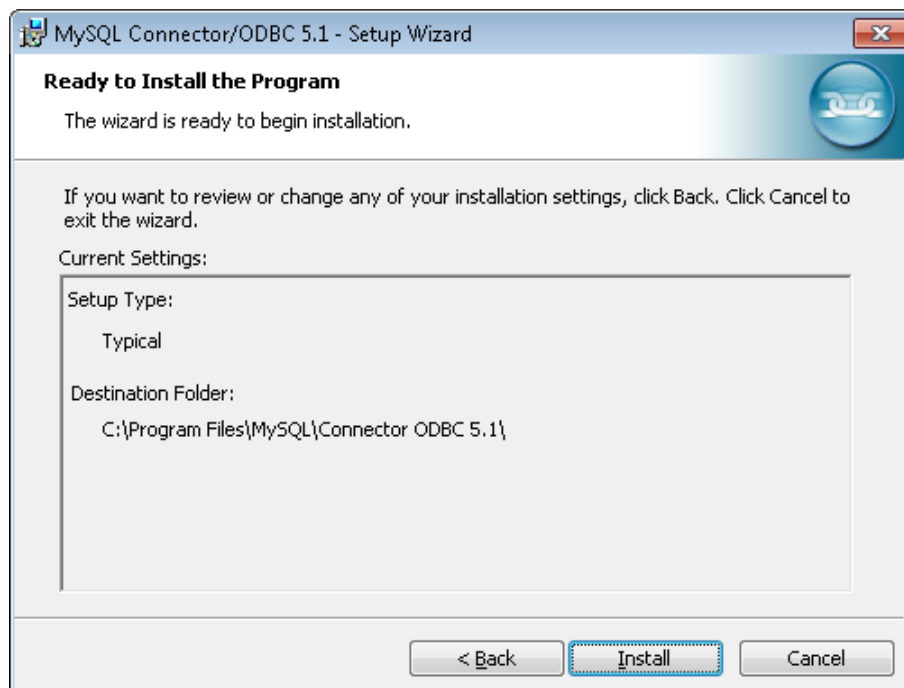 MySQL Connector/ODBC 5.1 - Setup Wizard
Ready to Install the Program
The wizard is ready to begin installation.
If you want to review or change any of your installation settings, click Back. Click Cancel to
exit the wizard.
Current Settings:
Setup Type:
Typical
Destination Folder:
C:\Program Files\MySQL\Connector ODBC 5.1\
< Back
Install
Cancel